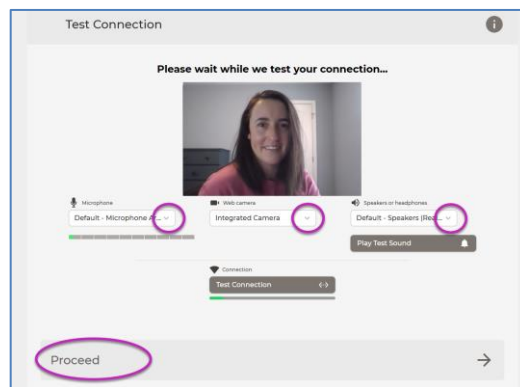 Test Connection
Please wait while we test your connection...
Microphone
Default - Microphone Ar...
Web camera
Integrated Camera
Speakers or headphones
Default - Speakers (Rea...
Play Test Sound
Connection
Test Connection
Proceed